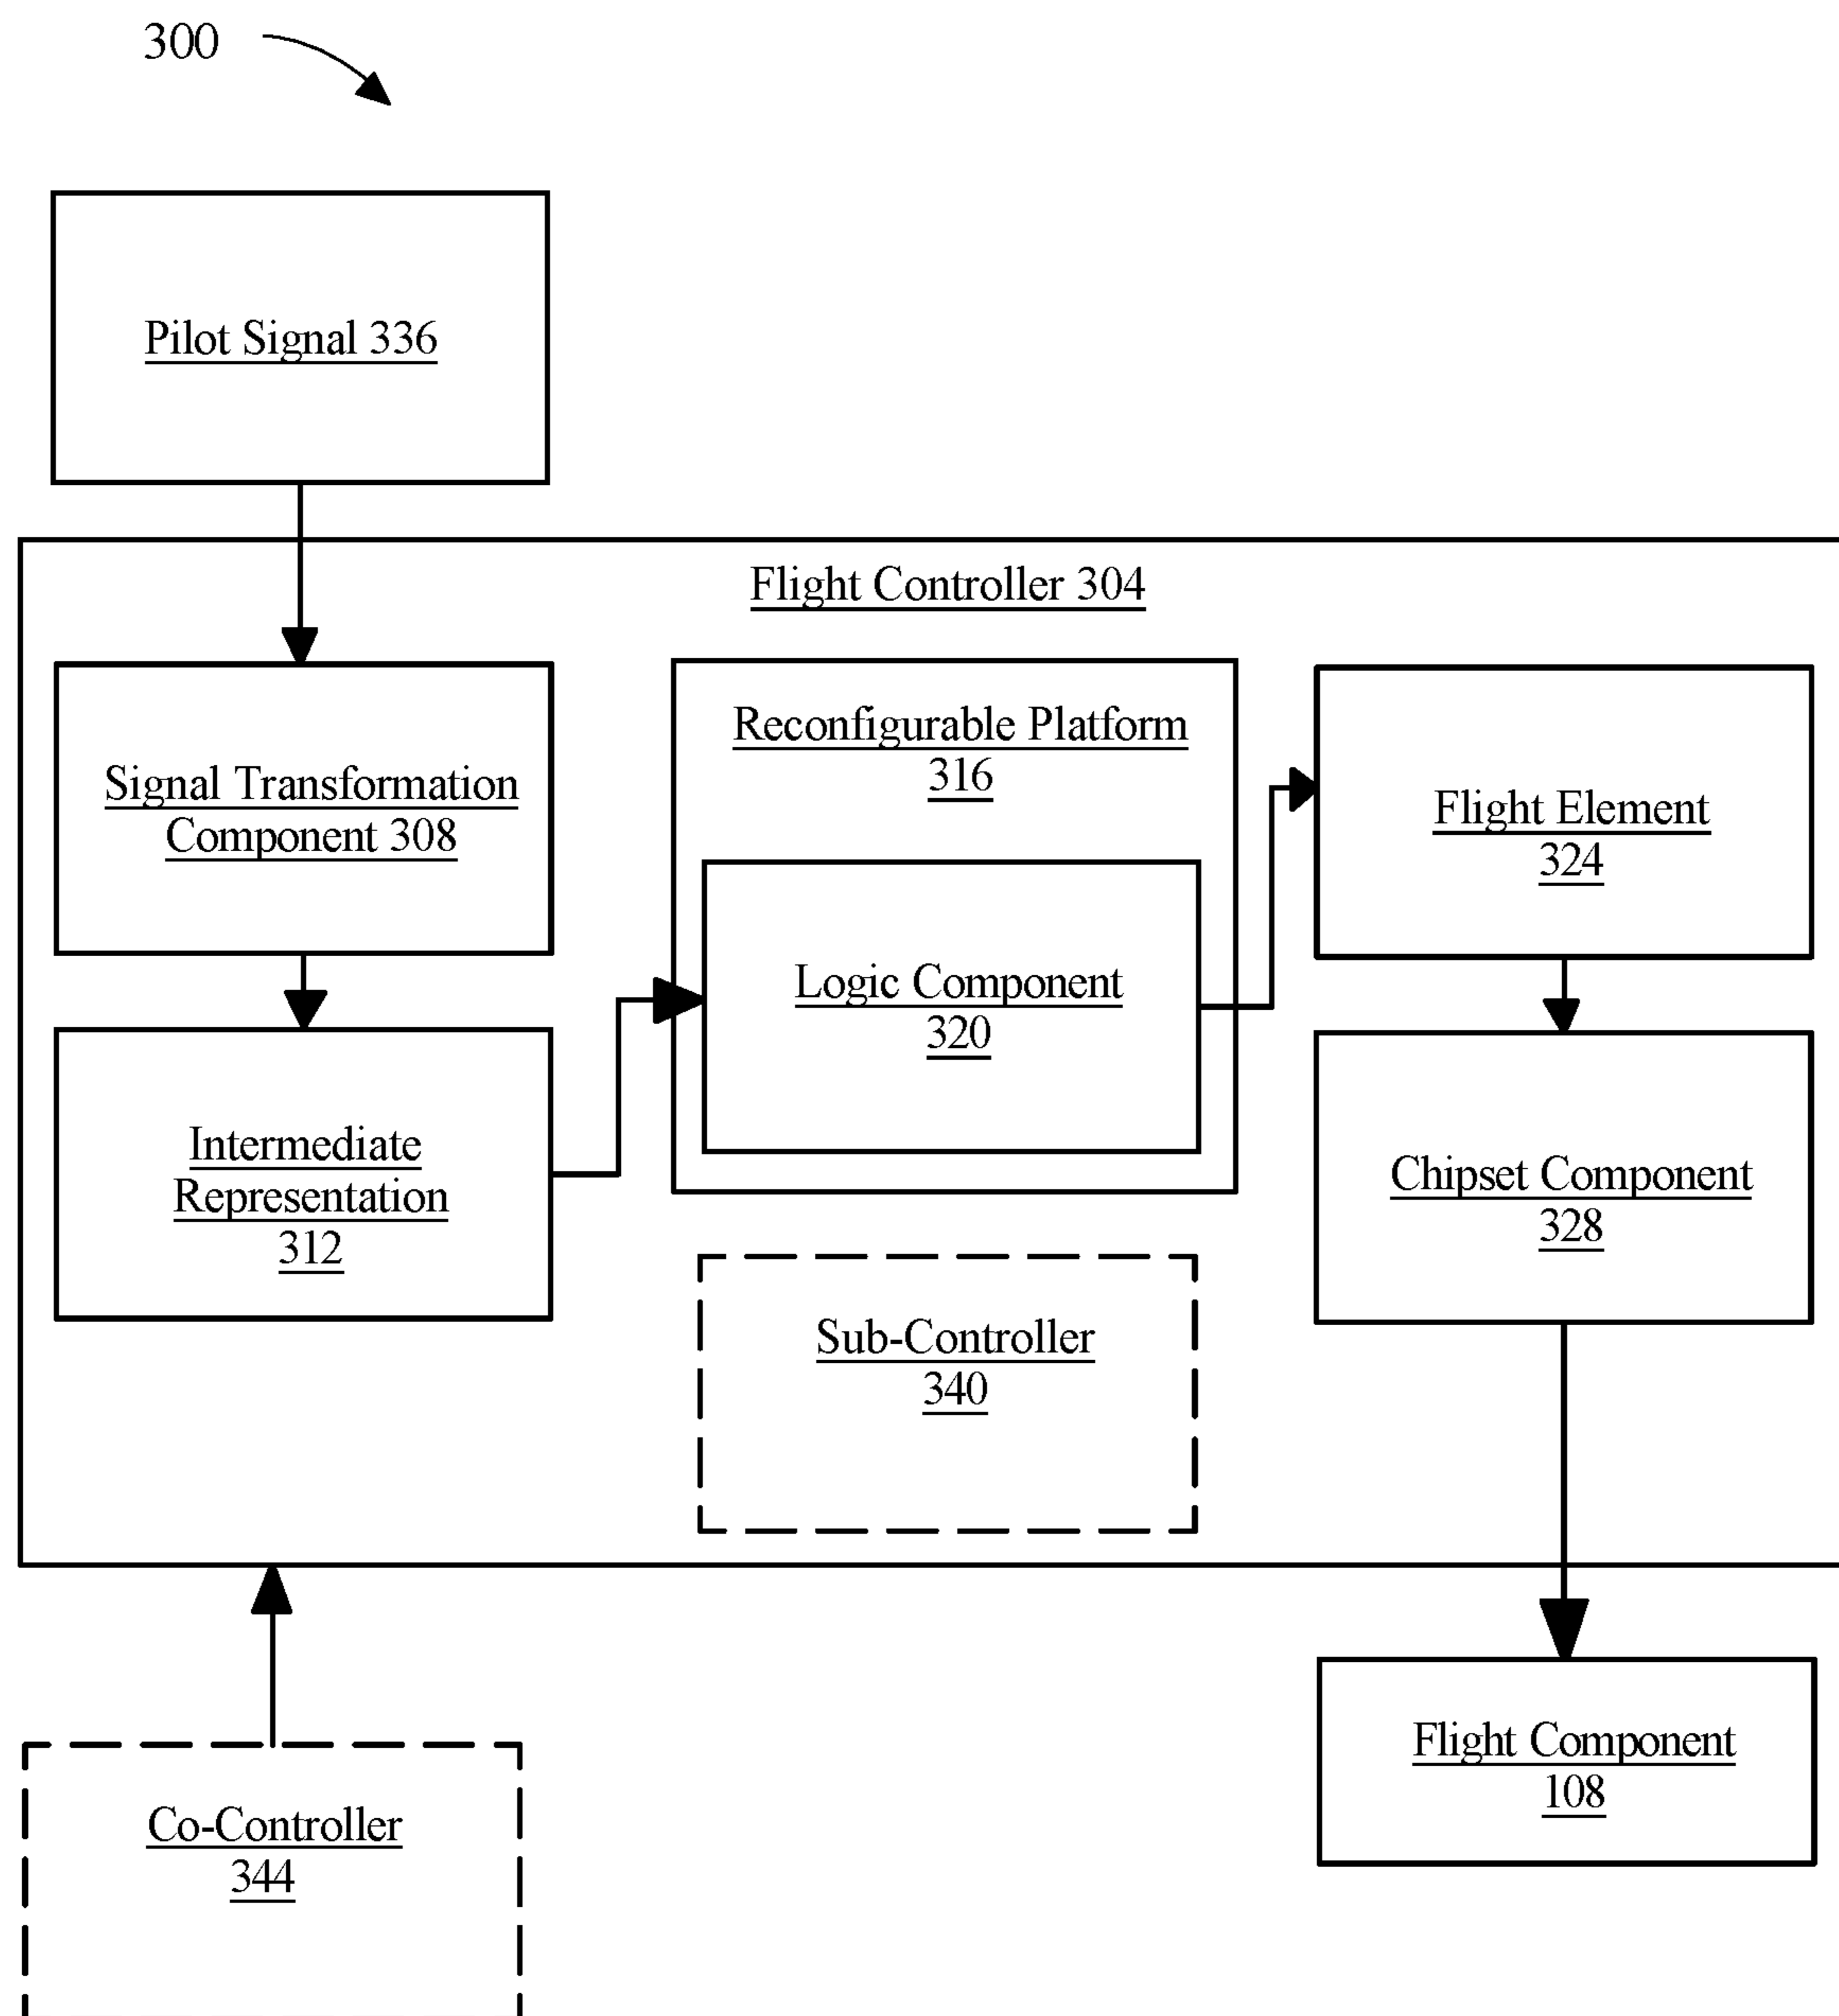 300
Pilot Signal 336
Flight Controller 304
Signal Transformation
Component 308
Intermediate
Representation
312
Reconfigurable Platform
316
Logic Component
320
Sub-Controller
340
Flight Element
324
Chipset Component
328
Flight Component
108
Co-Controller
344